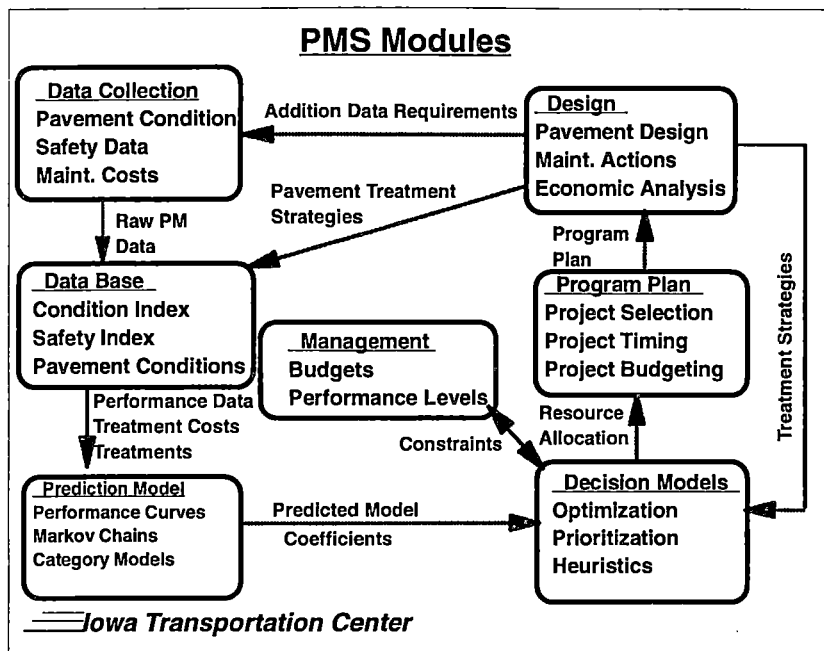 PMS Modules
Data Collection
Pavement Condition
Safety Data
Maint. Costs
Addition Data Requirements
Design
Pavement Design
Maint. Actions
Economic Analysis
Pavement Treatment
Strategies
Raw PM
Data
Program
Plan
Data Base
Condition Index
Safety Index
Pavement Conditions
Management
Budgets
Performance Levels
Program Plan
Project Selection
Project Timing
Project Budgeting
Treatment Strategies
Performance Data
Treatment Costs
Treatments
Constraints
Resource
Allocation
Prediction Model
Performance Curves
Markov Chains
Category Models
Predicted Model
Coefficients
Decision Models
Optimization
Prioritization
Heuristics
Iowa Transportation Center